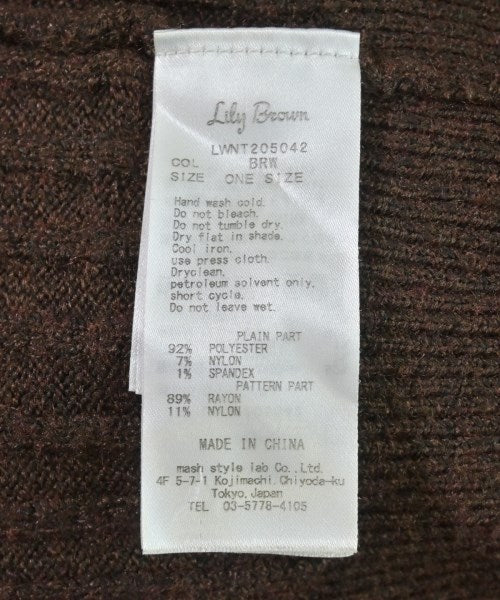 Lily Brown
LWNT205042
COL BRW
SIZE ONE SIZE
Hand wash cold.
Do not bleach.
Do not tumble dry.
Dry flat in shade.
Cool iron.
use press cloth.
Dryclean.
petroleum solvent only.
short cycle.
Do not leave wet.
PLAIN PART
92% POLYESTER
7% NYLON
1% SPANDEX
PATTERN PART
89% RAYON
11% NYLON
MADE IN CHINA
mash style lab Co.,Ltd.
4F 5-7-1 Kojimachi,Chiyoda-ku
Tokyo,Japan
TEL 03-5778-4105